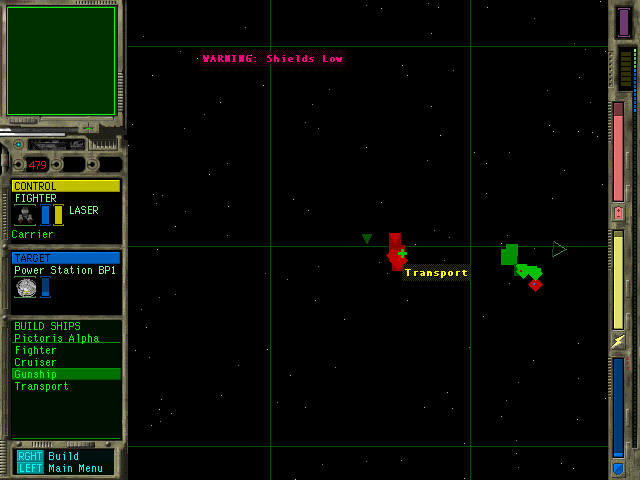 WARNING: Shields Low
479
CONTROL
FIGHTER
LASER
Carrier
TARGET
Power Station BP1
Transport
BUILD SHIPS
Pictoris Alpha
Fighter
Cruiser
Gunship
Transport
RGHT Build
LEFT Main Menu